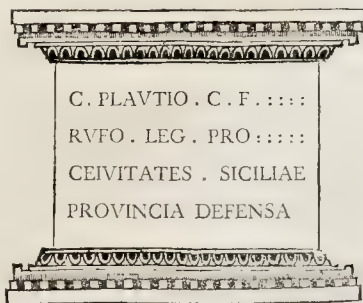 C. PLAVTIO . C. F. :::::
RVFO . LEG. PRO :::::
CEIVITATES . SICILIAE
PROVINCIA DEFENSA